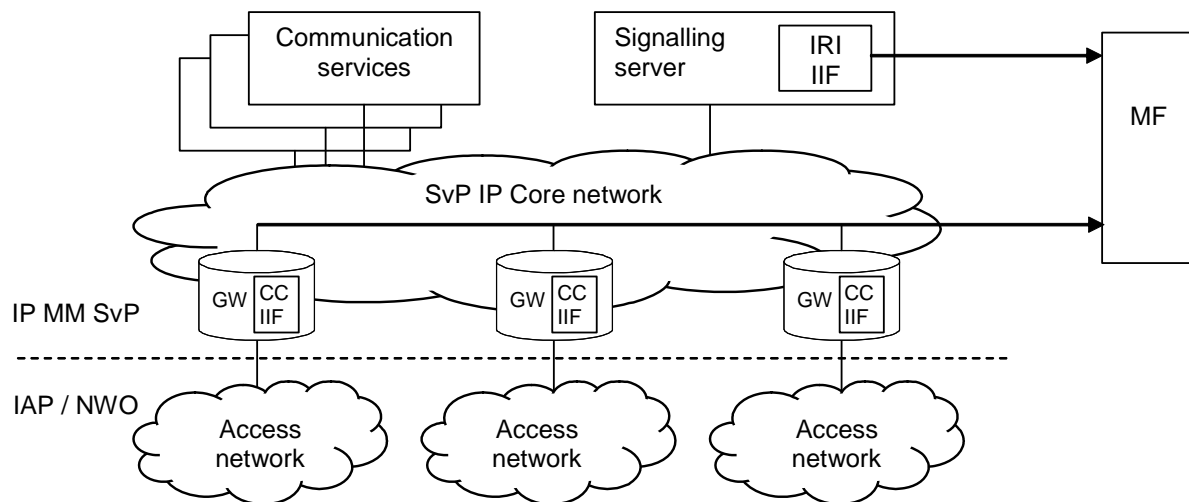 Communication
services
Signalling
server
IRI
IIF
MF
SvP IP Core network
GW
CC
IIF
GW
CC
IIF
GW
CC
IIF
IP MM SvP
IAP / NWO
Access
network
Access
network
Access
network